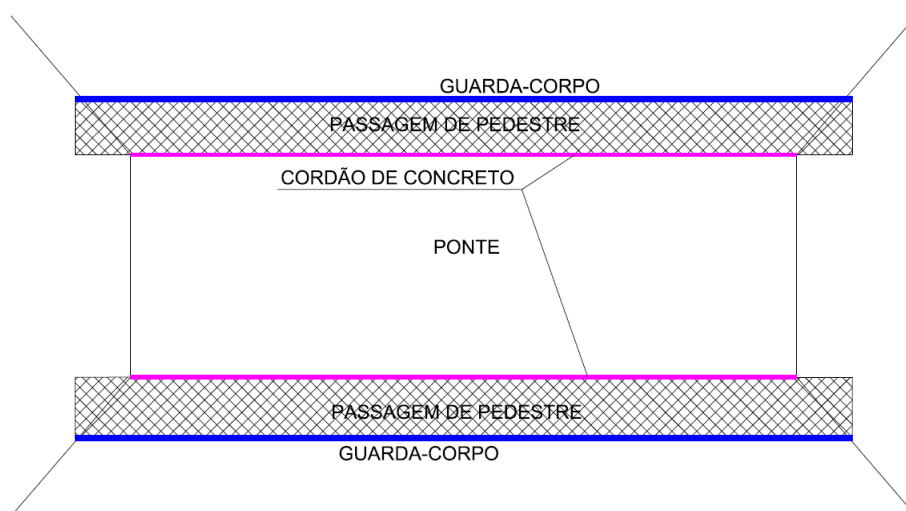 GUARDA-CORPO
PASSAGEM DE PEDESTRE
CORDÃO DE CONCRETO
PONTE
PASSAGEM DE PEDESTRE
GUARDA-CORPO